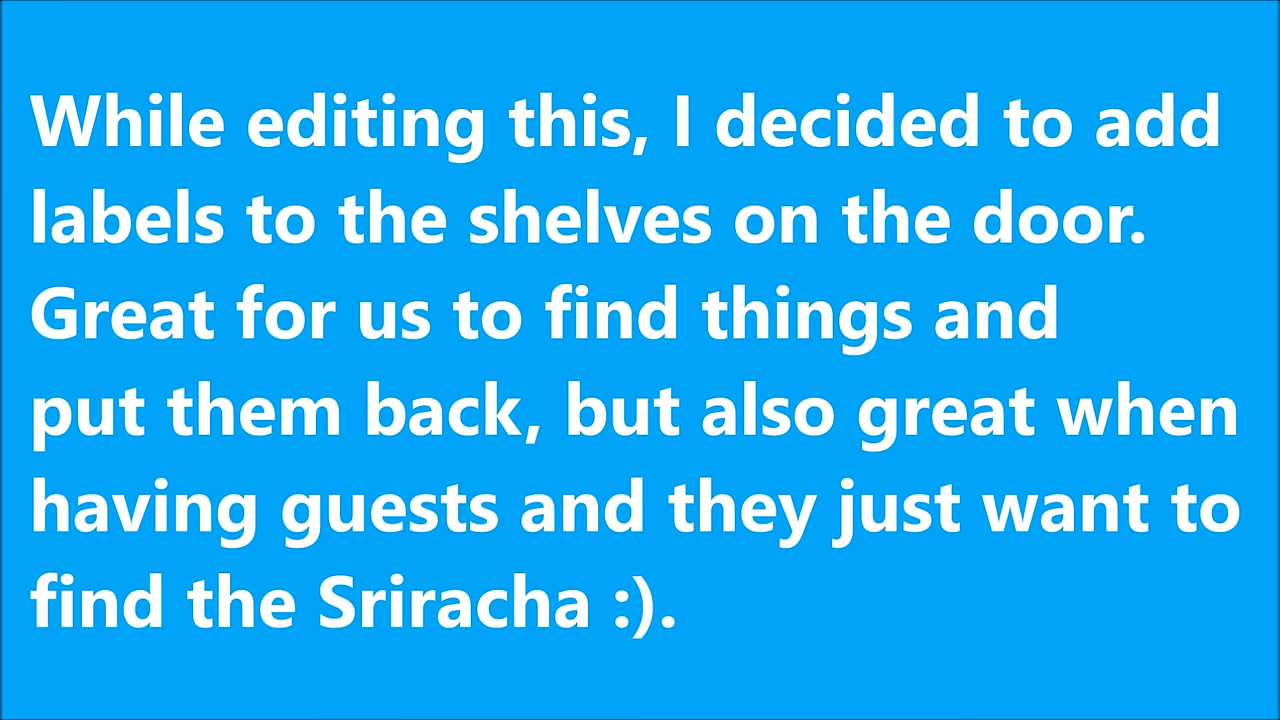 While editing this, I decided to add
labels to the shelves on the door.
Great for us to find things and
put them back, but also great when
having guests and they just want to
find the Sriracha :).